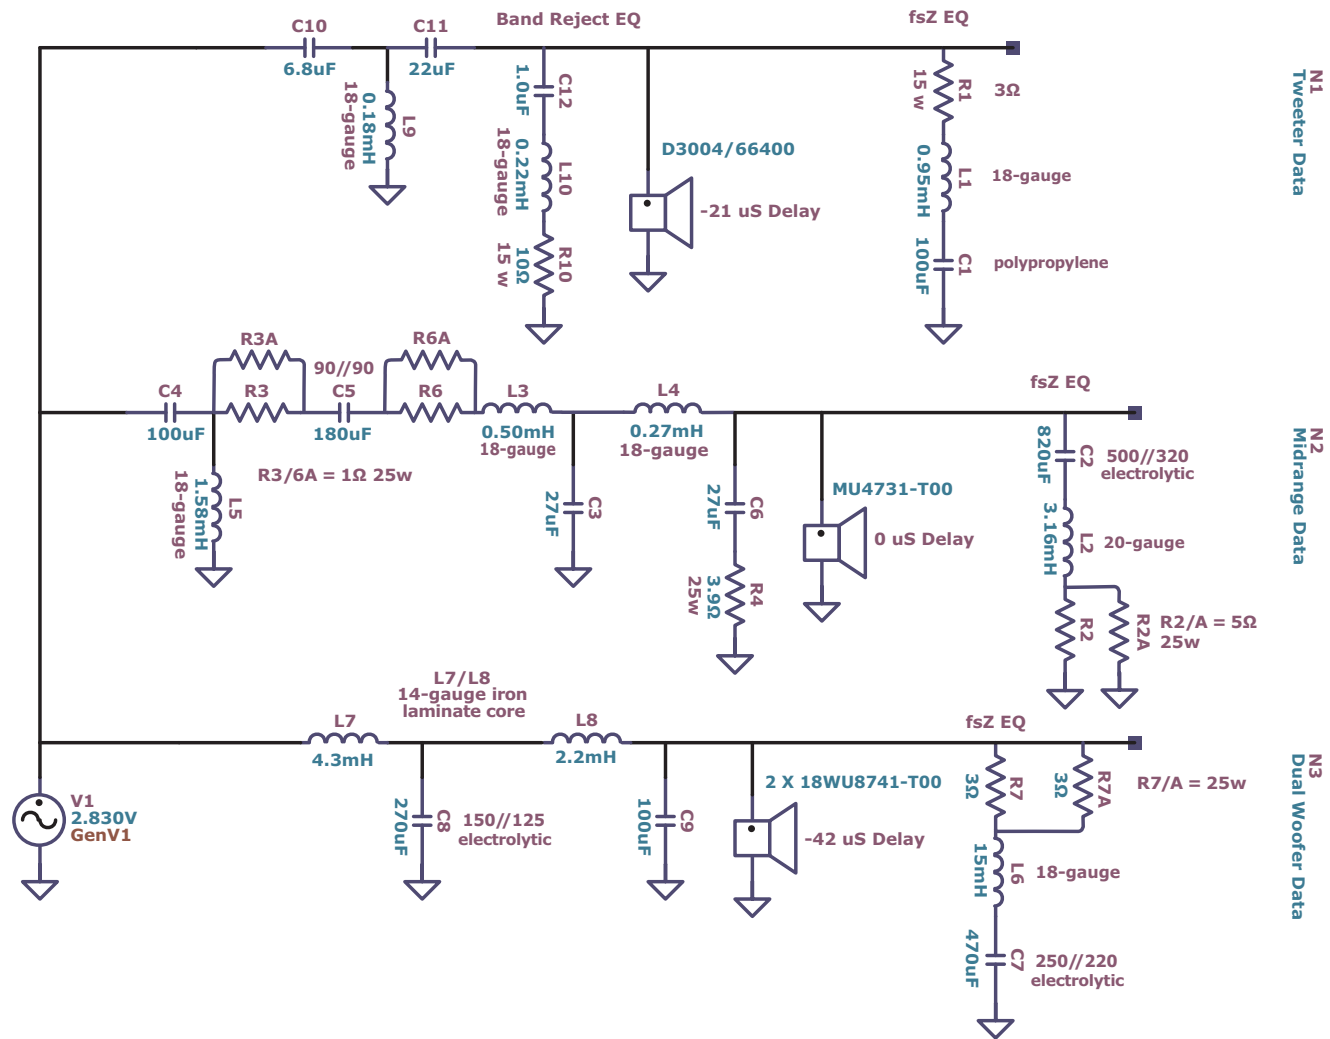 Band Reject EQ
fsZ EQ
C10
6.8uF
C11
22uF
L9
0.18mH
18-gauge
C12
1.0uF
L10
0.22mH
18-gauge
R10
10Ω
15 w
D3004/66400
-21 uS Delay
R1
15 w
3Ω
L1
0.95mH
18-gauge
C1
100uF
polypropylene
N1
Tweeter Data
R3A
R3
C4
100uF
90//90
C5
180uF
R6A
R6
L3
0.50mH
18-gauge
L4
0.27mH
18-gauge
R3/6A = 1Ω 25w
L5
1.58mH
18-gauge
C3
27uF
C6
27uF
R4
3.9Ω
25w
MU4731-T00
0 uS Delay
fsZ EQ
C2
820uF
500//320
electrolytic
L2
3.16mH
20-gauge
R2
R2A
R2/A = 5Ω
25w
N2
Midrange Data
L7/L8
14-gauge iron
laminate core
L7
4.3mH
L8
2.2mH
V1
2.830V
GenV1
C8
270uF
150//125
electrolytic
C9
100uF
2 X 18WU8741-T00
-42 uS Delay
fsZ EQ
R7
3Ω
R7A
3Ω
R7/A = 25w
L6
15mH
18-gauge
C7
470uF
250//220
electrolytic
N3
Dual Woofer Data